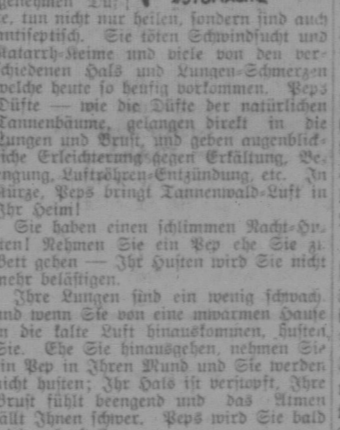 genehmen Duf-
e, tun nicht nur heilen, sondern sind auch
antiseptisch. Sie töten Schwindsucht und
Katarrh-Keime und viele von den ver-
schiedenen Hals und Lungen-Schmerzen
welche heute so heufig vorkommen. Peps
Düfte — wie die Düfte der natürlichen
Tannenbäume, gelangen direkt in die
Lungen und Brust, und geben augenblick-
liche Erleichterung gegen Erkältung, Be-
engung, Luftröhren-Entzündung, etc. In
Kürze, Peps bringt Tannenwald-Luft in
Ihr Heim!
Sie haben einen schlimmen Nacht-Hu-
sten! Nehmen Sie ein Pep ehe Sie zu
Bett gehen — Ihr Husten wird Sie nicht
mehr belästigen.
Ihre Lungen sind ein wenig schwach
und wenn Sie von eine mwarmen Hause
in die kalte Luft hinauskommen, husten
Sie. Ehe Sie hinausgehen, nehmen Sie
ein Pep in Ihren Mund und Sie werden
nicht husten; Ihr Hals ist verstopft, Ihre
Brust fühlt beengend und das Atmen
fällt Ihnen schwer. Peps wird Sie bald